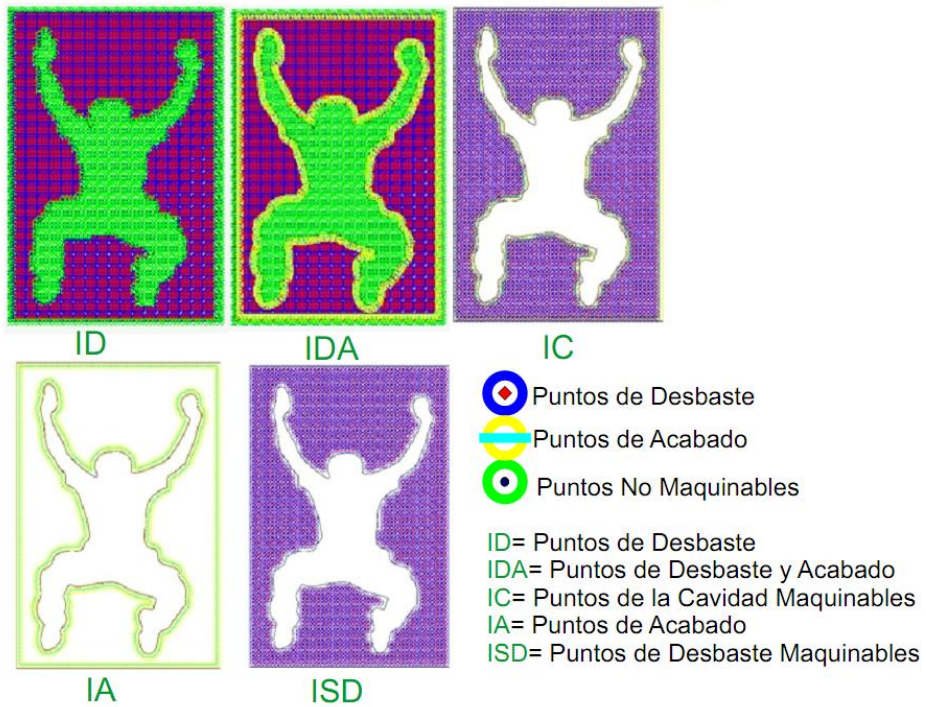 ID
IDA
IC
IA
ISD
Puntos de Desbaste
Puntos de Acabado
Puntos No Maquinables
ID= Puntos de Desbaste
IDA= Puntos de Desbaste y Acabado
IC= Puntos de la Cavidad Maquinables
IA= Puntos de Acabado
ISD= Puntos de Desbaste Maquinables